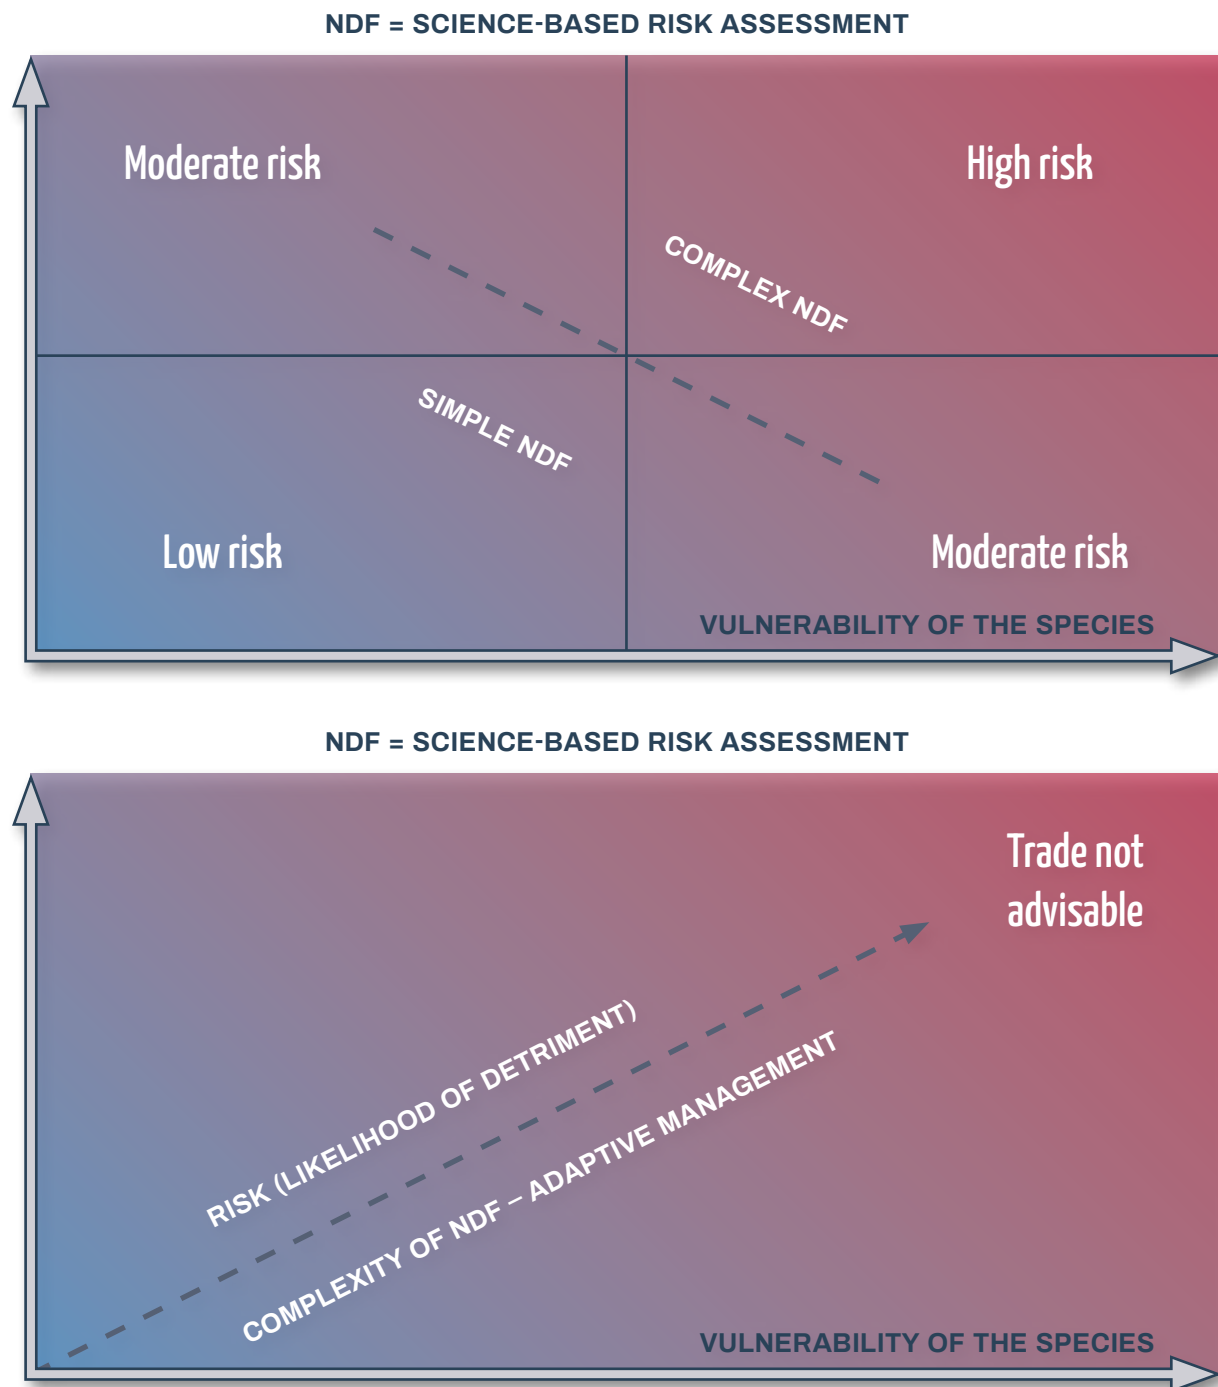 NDF = SCIENCE-BASED RISK ASSESSMENT
Moderate risk
High risk
COMPLEX NDF
SIMPLE NDF
Low risk
Moderate risk
VULNERABILITY OF THE SPECIES
NDF = SCIENCE-BASED RISK ASSESSMENT
Trade not
advisable
RISK (LIKELIHOOD OF DETRIMENT)
COMPLEXITY OF NDF – ADAPTIVE MANAGEMENT
VULNERABILITY OF THE SPECIES